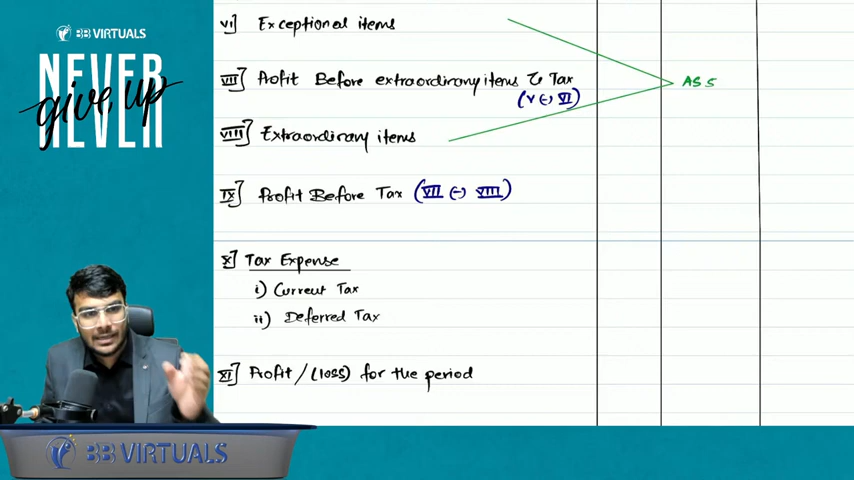 BB VIRTUALS
NEVER
give up
NEVER
VI] Exceptional items
VII] Profit Before extraordinary items & Tax
(V (-) VI)
AS 5
VIII] Extraordinary items
IX] Profit Before Tax (VII (-) VIII)
X] Tax Expense
i) Current Tax
ii) Deferred Tax
XI] Profit/(loss) for the period
BB VIRTUALS